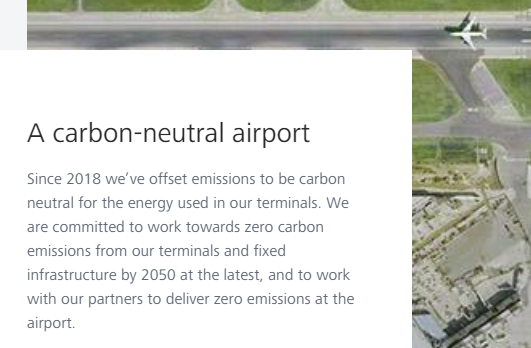 A carbon-neutral airport
Since 2018 we've offset emissions to be carbon
neutral for the energy used in our terminals. We
are committed to work towards zero carbon
emissions from our terminals and fixed
infrastructure by 2050 at the latest, and to work
with our partners to deliver zero emissions at the
airport.